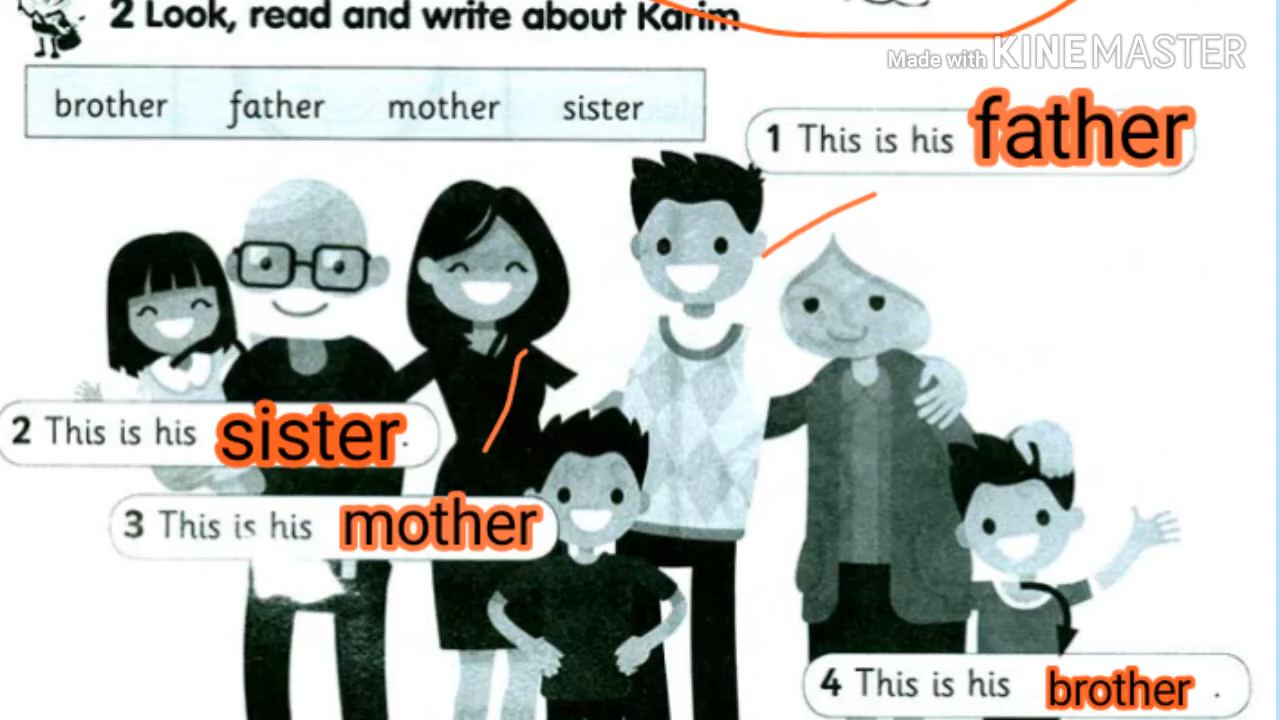 2 Look, read and write about Karim
Made with KINEMASTER
brother father mother sister
1 This is his father
2 This is his sister.
3 This is his mother
4 This is his brother .